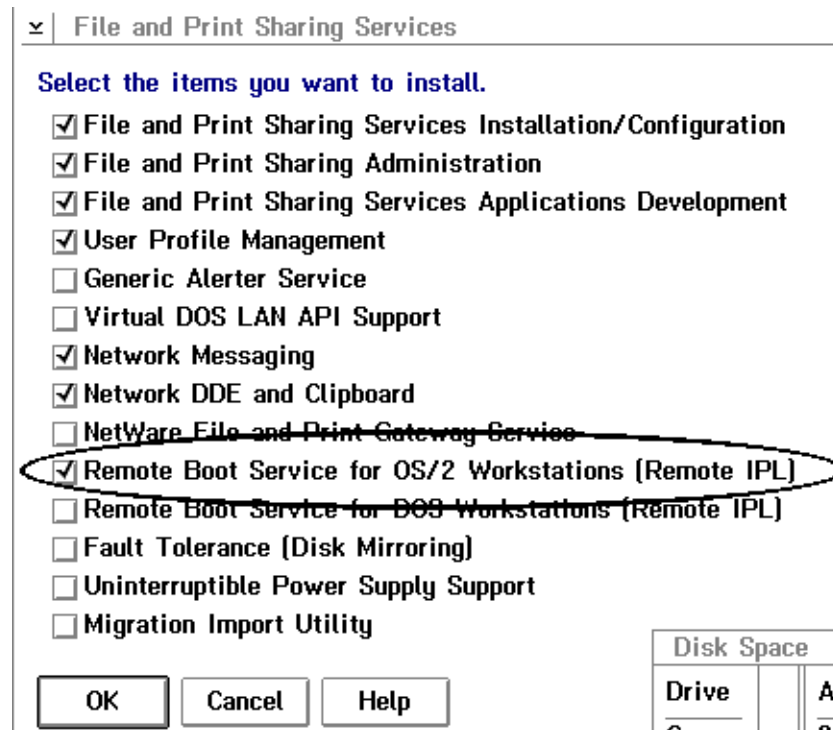 File and Print Sharing Services
Select the items you want to install.
File and Print Sharing Services Installation/Configuration
File and Print Sharing Administration
File and Print Sharing Services Applications Development
User Profile Management
Generic Alerter Service
Virtual DOS LAN API Support
Network Messaging
Network DDE and Clipboard
NetWare File and Print Gateway Service
Remote Boot Service for OS/2 Workstations (Remote IPL)
Remote Boot Service for DOS Workstations (Remote IPL)
Fault Tolerance (Disk Mirroring)
Uninterruptible Power Supply Support
Migration Import Utility
Disk Space
OK Cancel Help Drive A